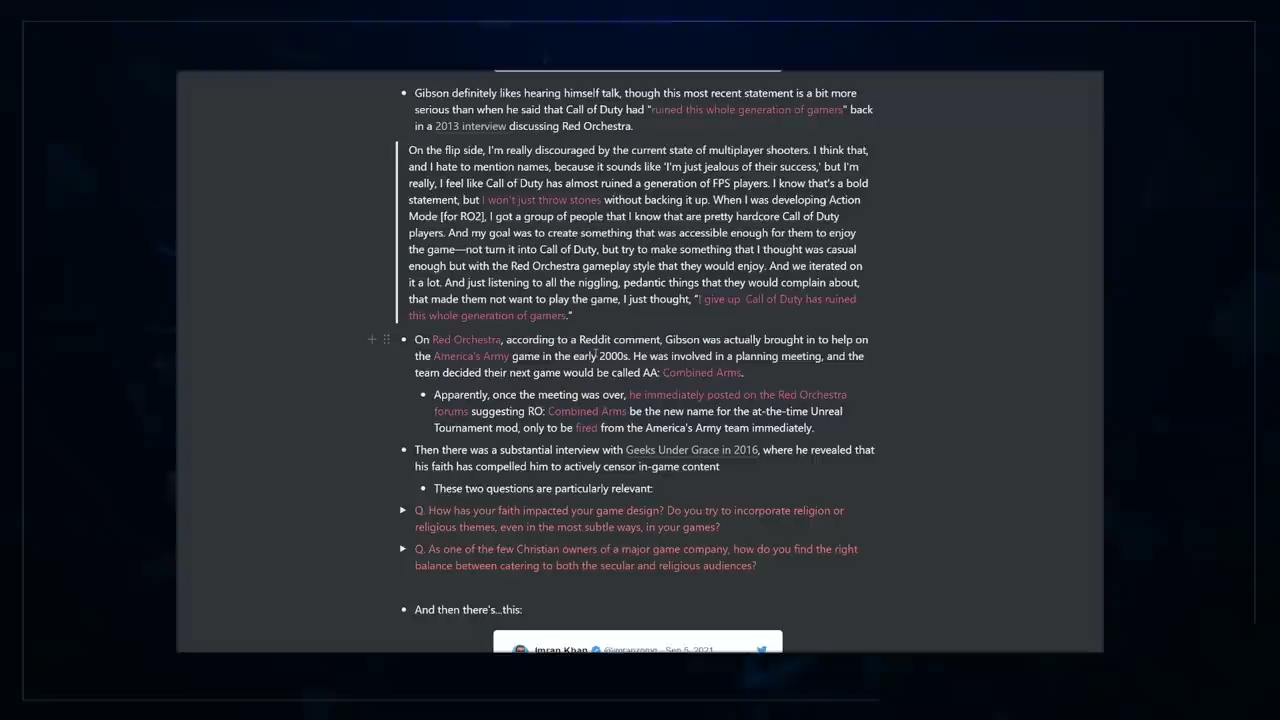 Gibson definitely likes hearing himself talk, though this most recent statement is a bit more
serious than when he said that Call of Duty had "ruined this whole generation of gamers" back
in a 2013 interview discussing Red Orchestra.
On the flip side, I'm really discouraged by the current state of multiplayer shooters. I think that,
and I hate to mention names, because it sounds like 'I'm just jealous of their success,' but I'm
really, I feel like Call of Duty has almost ruined a generation of FPS players. I know that's a bold
statement, but I won't just throw stones without backing it up. When I was developing Action
Mode [for RO2], I got a group of people that I know that are pretty hardcore Call of Duty
players. And my goal was to create something that was accessible enough for them to enjoy
the game—not turn it into Call of Duty, but try to make something that I thought was casual
enough but with the Red Orchestra gameplay style that they would enjoy. And we iterated on
it a lot. And just listening to all the niggling, pedantic things that they would complain about,
that made them not want to play the game, I just thought, "I give up. Call of Duty has ruined
this whole generation of gamers."
On Red Orchestra, according to a Reddit comment, Gibson was actually brought in to help on
the America's Army game in the early 2000s. He was involved in a planning meeting, and the
team decided their next game would be called AA: Combined Arms.
Apparently, once the meeting was over, he immediately posted on the Red Orchestra
forums suggesting RO: Combined Arms be the new name for the at-the-time Unreal
Tournament mod, only to be fired from the America's Army team immediately.
Then there was a substantial interview with Geeks Under Grace in 2016, where he revealed that
his faith has compelled him to actively censor in-game content
These two questions are particularly relevant:
Q. How has your faith impacted your game design? Do you try to incorporate religion or
religious themes, even in the most subtle ways, in your games?
Q. As one of the few Christian owners of a major game company, how do you find the right
balance between catering to both the secular and religious audiences?
And then there's...this:
Imran Khan Sep 5, 2021